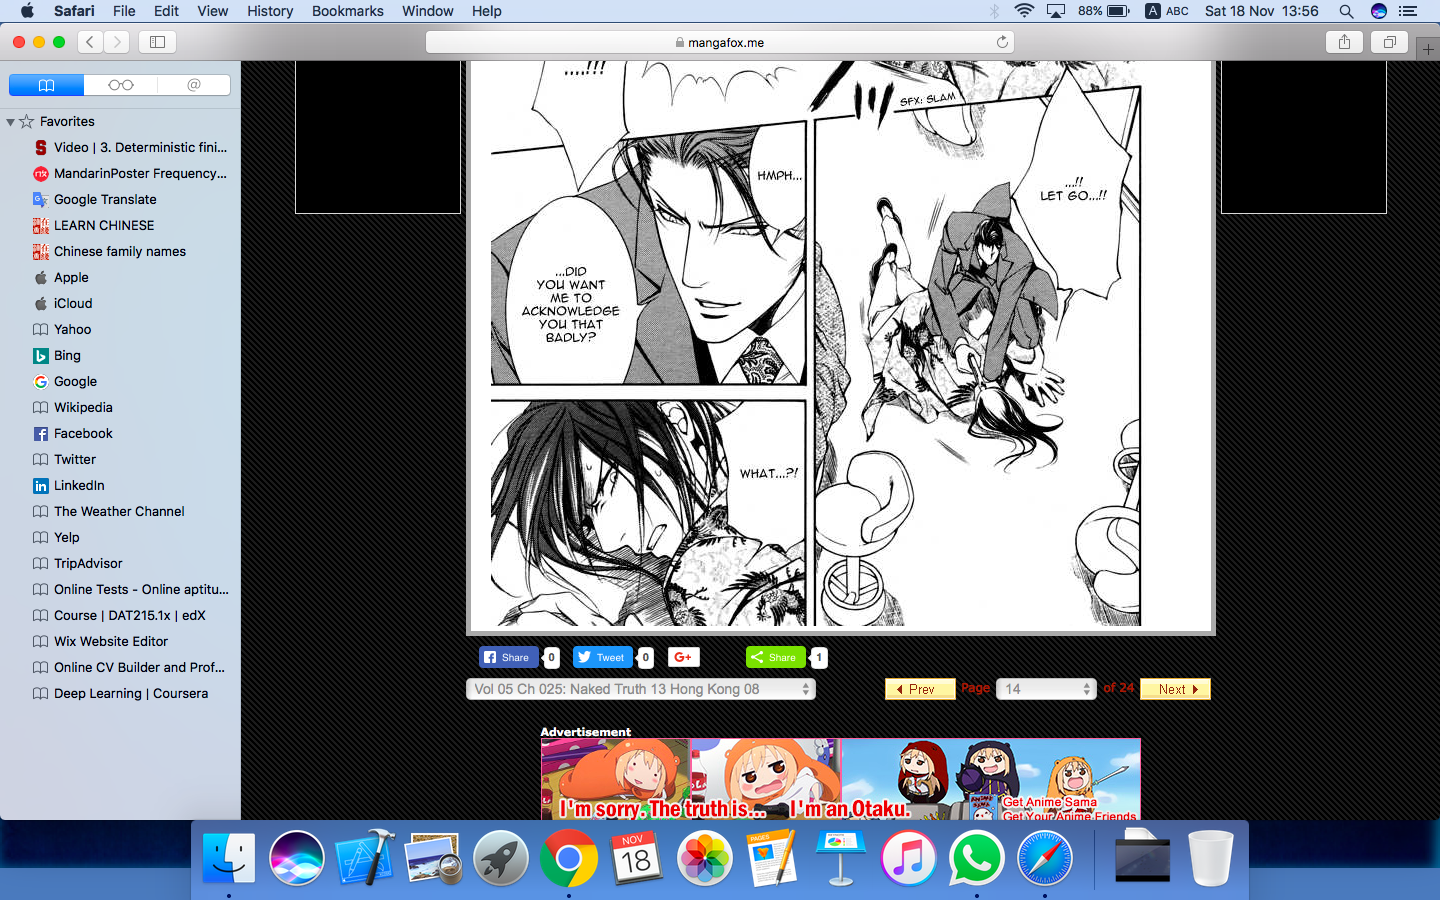 Safari File Edit View History Bookmarks Window Help
88% A ABC Sat 18 Nov 13:56
mangafox.me
@
Favorites
Video | 3. Deterministic fini...
MandarinPoster Frequency...
Google Translate
LEARN CHINESE
Chinese family names
Apple
iCloud
Yahoo
Bing
Google
Wikipedia
Facebook
Twitter
LinkedIn
The Weather Channel
Yelp
TripAdvisor
Online Tests - Online aptitu...
Course | DAT215.1x | edX
Wix Website Editor
Online CV Builder and Prof...
Deep Learning | Coursera
.....!!!
SFX: SLAM
HMPH...
...!!
LET GO...!!
...DID
YOU WANT
ME TO
ACKNOWLEDGE
YOU THAT
BADLY?
WHAT...?!
Share 0 Tweet 0 G+ Share 1
Vol 05 Ch 025: Naked Truth 13 Hong Kong 08
Prev Page 14 of 24 Next
Advertisement
I'm sorry. The truth is... I'm an Otaku.
Get Anime Sama
Get Your Anime Friends
NOV
18
PAGES